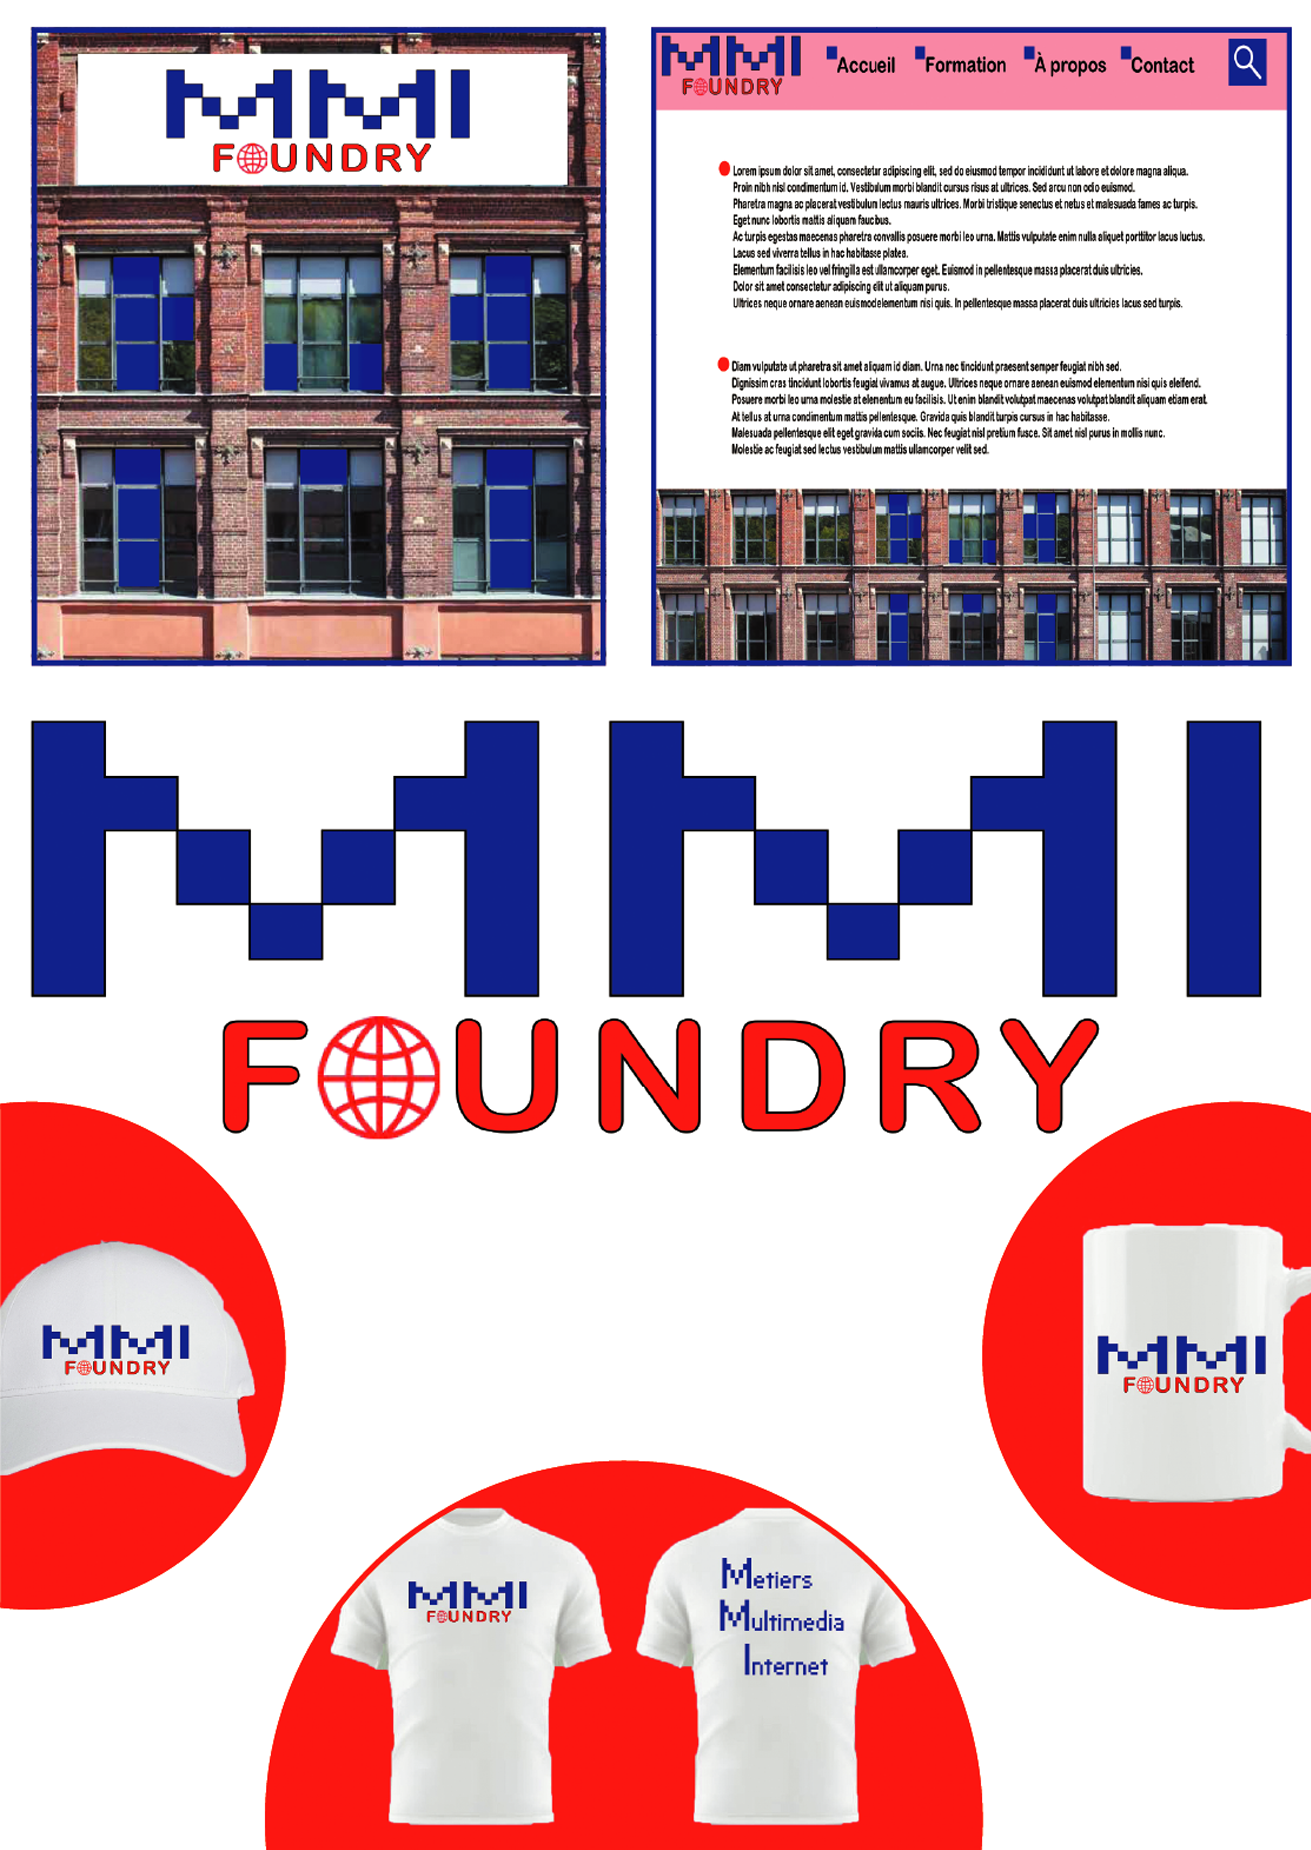 MMI
FOUNDRY
MMI
FOUNDRY
Accueil
Formation
À propos
Contact
Lorem ipsum dolor sit amet, consectetur adipiscing elit, sed do eiusmod tempor incididunt ut labore et dolore magna aliqua.
Proin nibh nisl condimentum id. Vestibulum morbi blandit cursus risus at ultrices. Sed arcu non odio euismod.
Pharetra magna ac placerat vestibulum lectus mauris ultrices. Morbi tristique senectus et netus et malesuada fames ac turpis.
Eget nunc lobortis mattis aliquam faucibus.
Ac turpis egestas maecenas pharetra convallis posuere morbi leo urna. Mattis vulputate enim nulla aliquet porttitor lacus luctus.
Lacus sed viverra tellus in hac habitasse platea.
Elementum facilisis leo vel fringilla est ullamcorper eget. Euismod in pellentesque massa placerat duis ultricies.
Dolor sit amet consectetur adipiscing elit ut aliquam purus.
Ultrices neque ornare aenean euismod elementum nisi quis. In pellentesque massa placerat duis ultricies lacus sed turpis.
Diam vulputate ut pharetra sit amet aliquam id diam. Urna nec tincidunt praesent semper feugiat nibh sed.
Dignissim cras tincidunt lobortis feugiat vivamus at augue. Ultrices neque ornare aenean euismod elementum nisi quis eleifend.
Posuere morbi leo urna molestie at elementum eu facilisis. Ut enim blandit volutpat maecenas volutpat blandit aliquam etiam erat.
At tellus at urna condimentum mattis pellentesque. Gravida quis blandit turpis cursus in hac habitasse.
Malesuada pellentesque elit eget gravida cum sociis. Nec feugiat nisl pretium fusce. Sit amet nisl purus in mollis nunc.
Molestie ac feugiat sed lectus vestibulum mattis ullamcorper velit sed.
MMI
FOUNDRY
MMI
FOUNDRY
MMI
FOUNDRY
MMI
FOUNDRY
Metiers
Multimedia
Internet